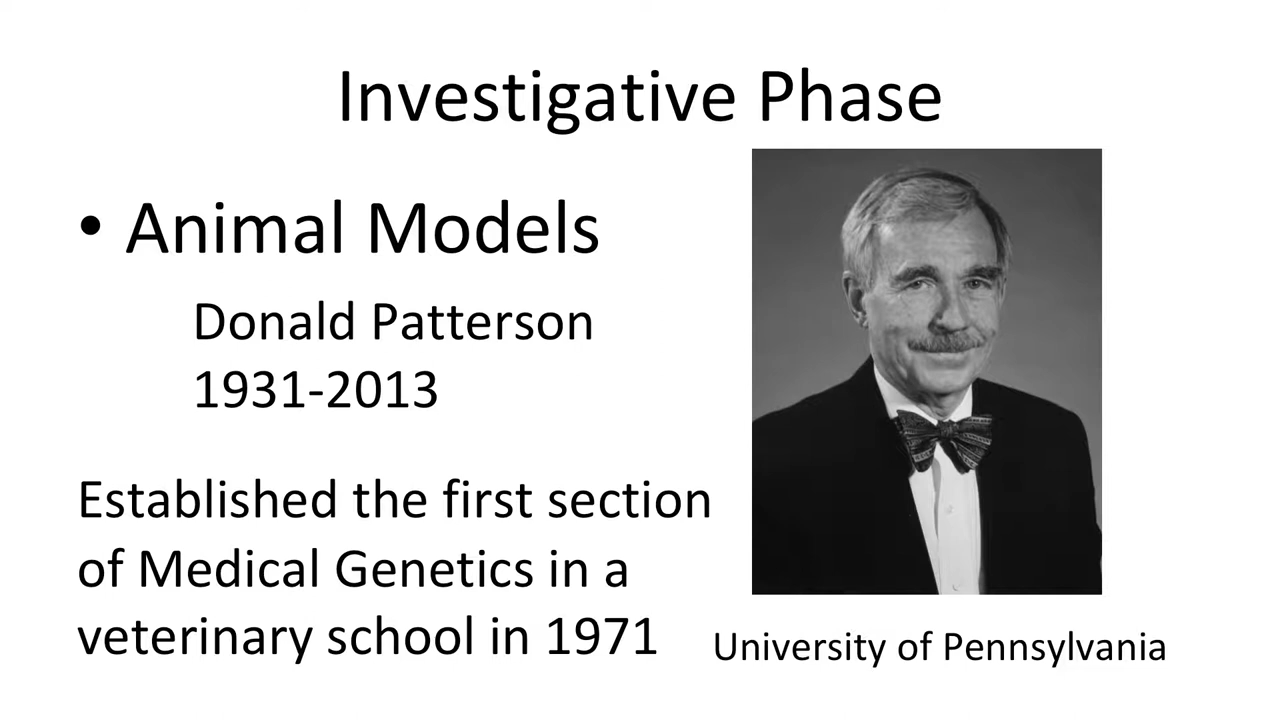 Investigative Phase
• Animal Models
Donald Patterson
1931-2013
Established the first section
of Medical Genetics in a
veterinary school in 1971
University of Pennsylvania